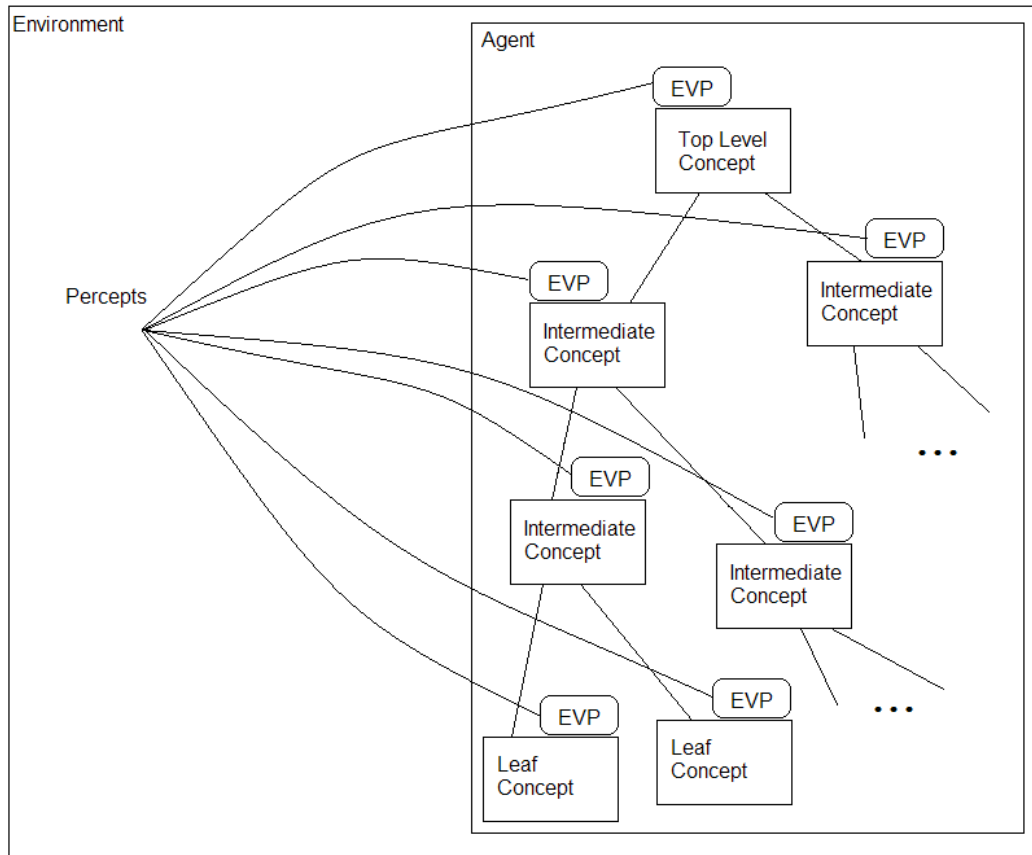 Environment
Agent
EVP
Top Level
Concept
EVP
EVP
Percepts
Intermediate
Concept
Intermediate
Concept
...
EVP
EVP
Intermediate
Concept
Intermediate
Concept
EVP
EVP
...
Leaf
Concept
Leaf
Concept